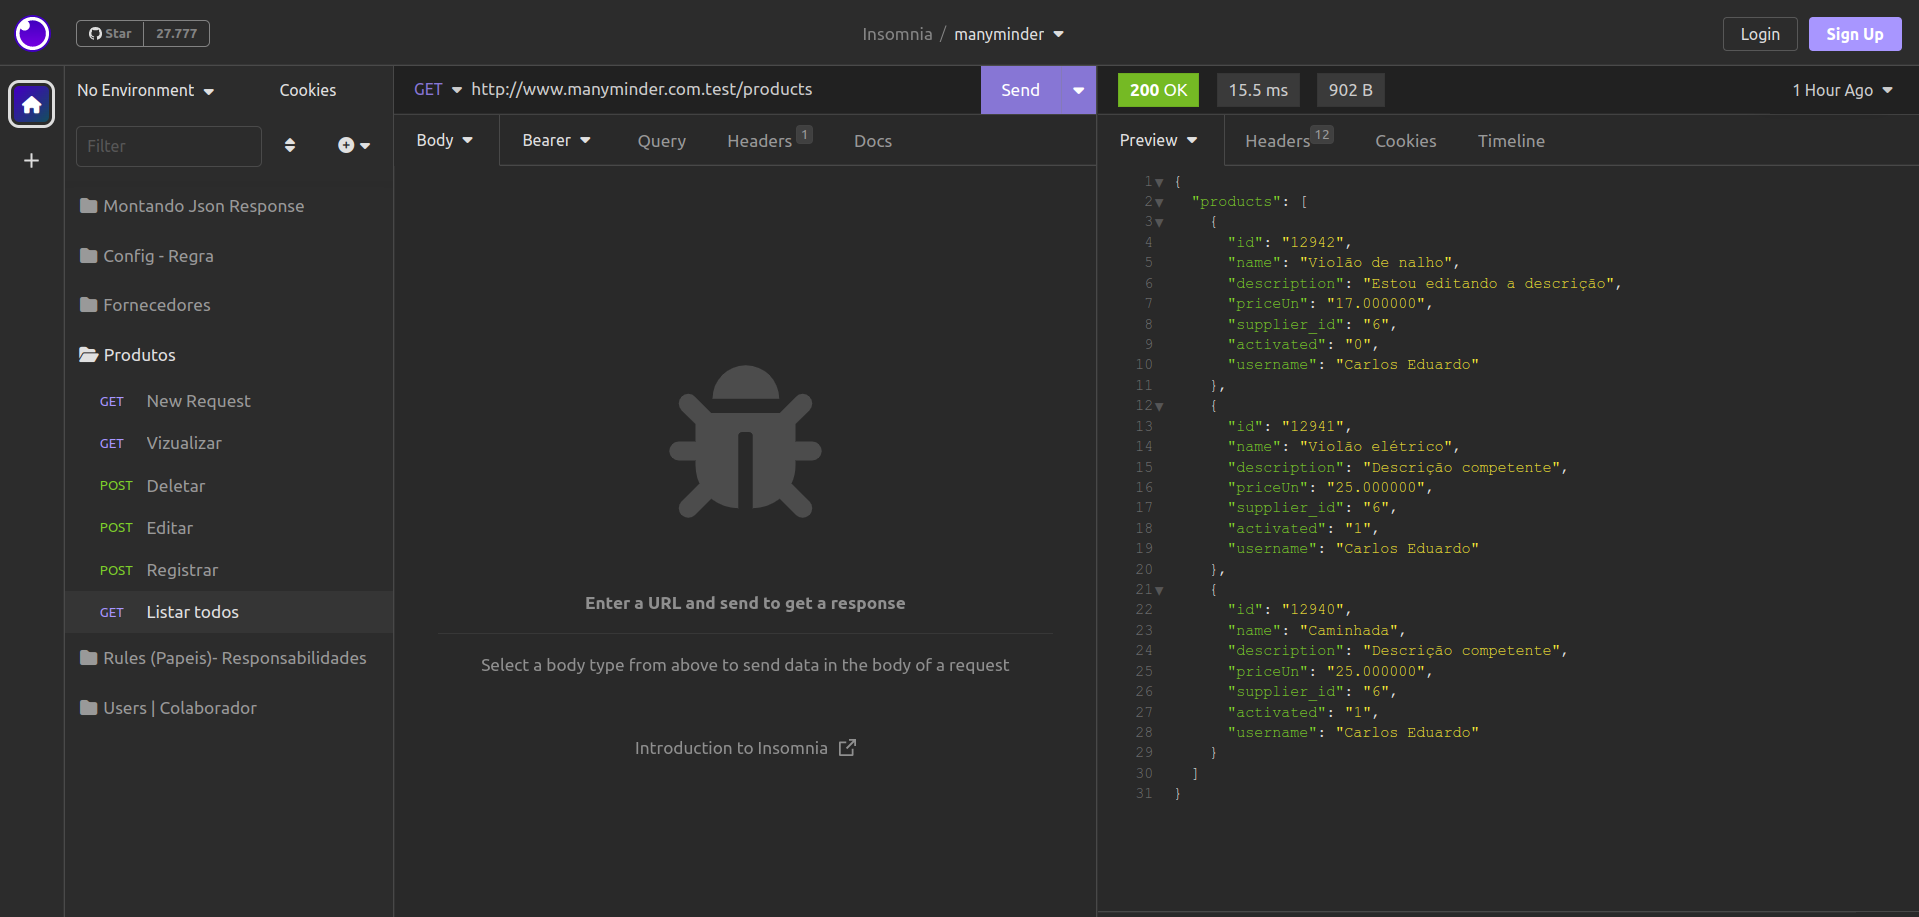 Star 27.777
Insomnia / manyminder
Login
Sign Up
No Environment
Cookies
Filter
Montando Json Response
Config - Regra
Fornecedores
Produtos
GET New Request
GET Vizualizar
POST Deletar
POST Editar
POST Registrar
GET Listar todos
Rules (Papeis)- Responsabilidades
Users | Colaborador
GET http://www.manyminder.com.test/products
Send
Body
Bearer
Query
Headers 1
Docs
Enter a URL and send to get a response
Select a body type from above to send data in the body of a request
Introduction to Insomnia
200 OK
15.5 ms
902 B
1 Hour Ago
Preview
Headers 12
Cookies
Timeline
1 {
2 "products": [
3 {
4 "id": "12942",
5 "name": "Violão de nalho",
6 "description": "Estou editando a descrição",
7 "priceUn": "17.000000",
8 "supplier_id": "6",
9 "activated": "0",
10 "username": "Carlos Eduardo"
11 },
12 {
13 "id": "12941",
14 "name": "Violão elétrico",
15 "description": "Descrição competente",
16 "priceUn": "25.000000",
17 "supplier_id": "6",
18 "activated": "1",
19 "username": "Carlos Eduardo"
20 },
21 {
22 "id": "12940",
23 "name": "Caminhada",
24 "description": "Descrição competente",
25 "priceUn": "25.000000",
26 "supplier_id": "6",
27 "activated": "1",
28 "username": "Carlos Eduardo"
29 }
30 ]
31 }